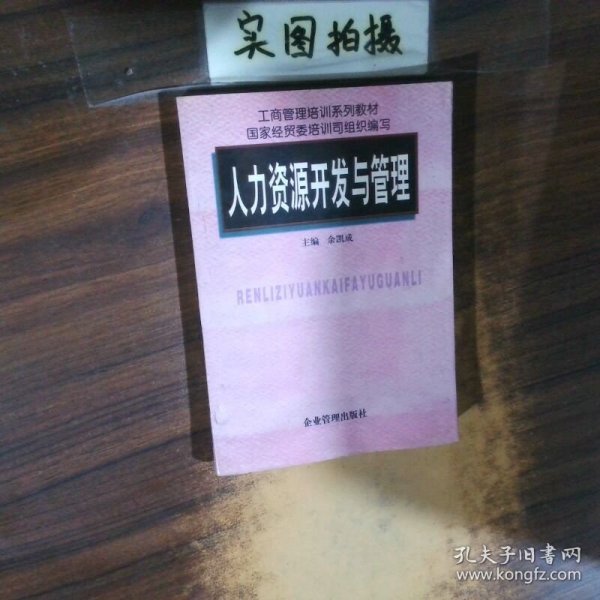 实图拍摄
工商管理培训系列教材
国家经贸委培训司组织编写
人力资源开发与管理
主编 余凯成
RENLIZIYUANKAIFAYUGUANLI
企业管理出版社
孔夫子旧书网
www.kongfz.com